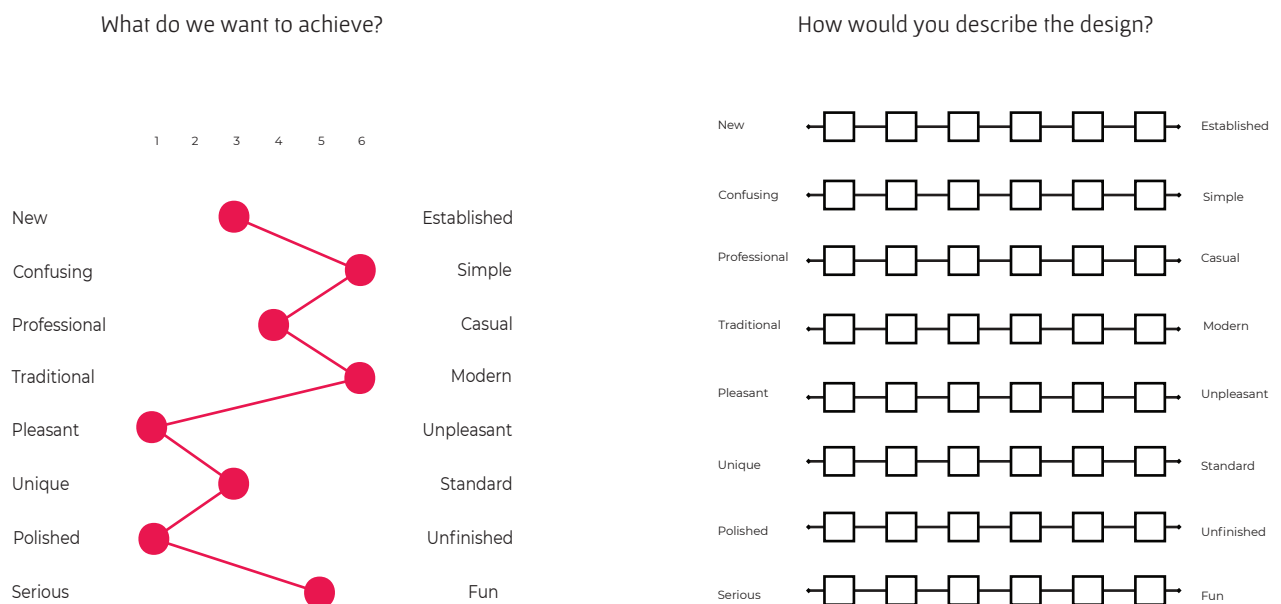 What do we want to achieve?
1 2 3 4 5 6
New Established
Confusing Simple
Professional Casual
Traditional Modern
Pleasant Unpleasant
Unique Standard
Polished Unfinished
Serious Fun
How would you describe the design?
New Established
Confusing Simple
Professional Casual
Traditional Modern
Pleasant Unpleasant
Unique Standard
Polished Unfinished
Serious Fun